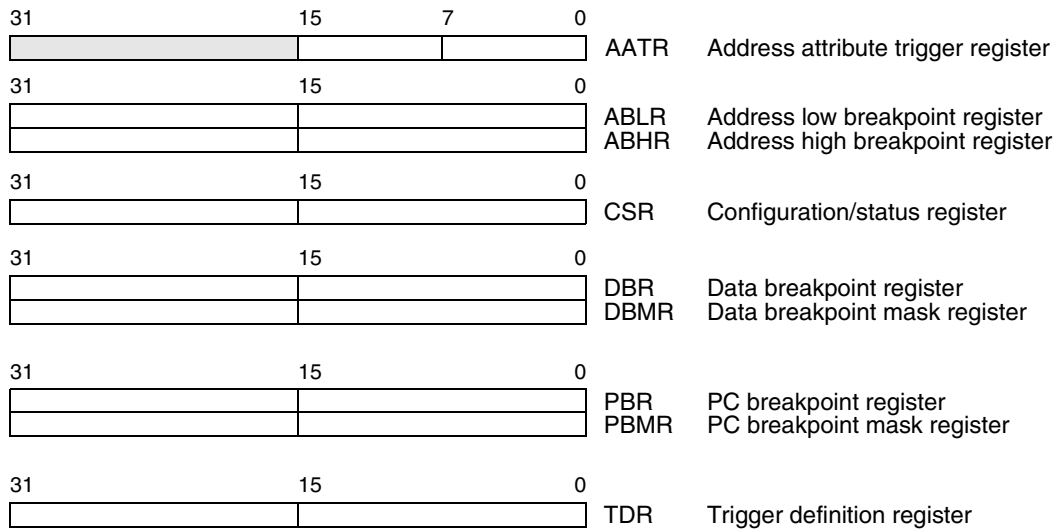 31 15 7 0
AATR Address attribute trigger register
31 15 0
ABLR Address low breakpoint register
ABHR Address high breakpoint register
31 15 0
CSR Configuration/status register
31 15 0
DBR Data breakpoint register
DBMR Data breakpoint mask register
31 15 0
PBR PC breakpoint register
PBMR PC breakpoint mask register
31 15 0
TDR Trigger definition register